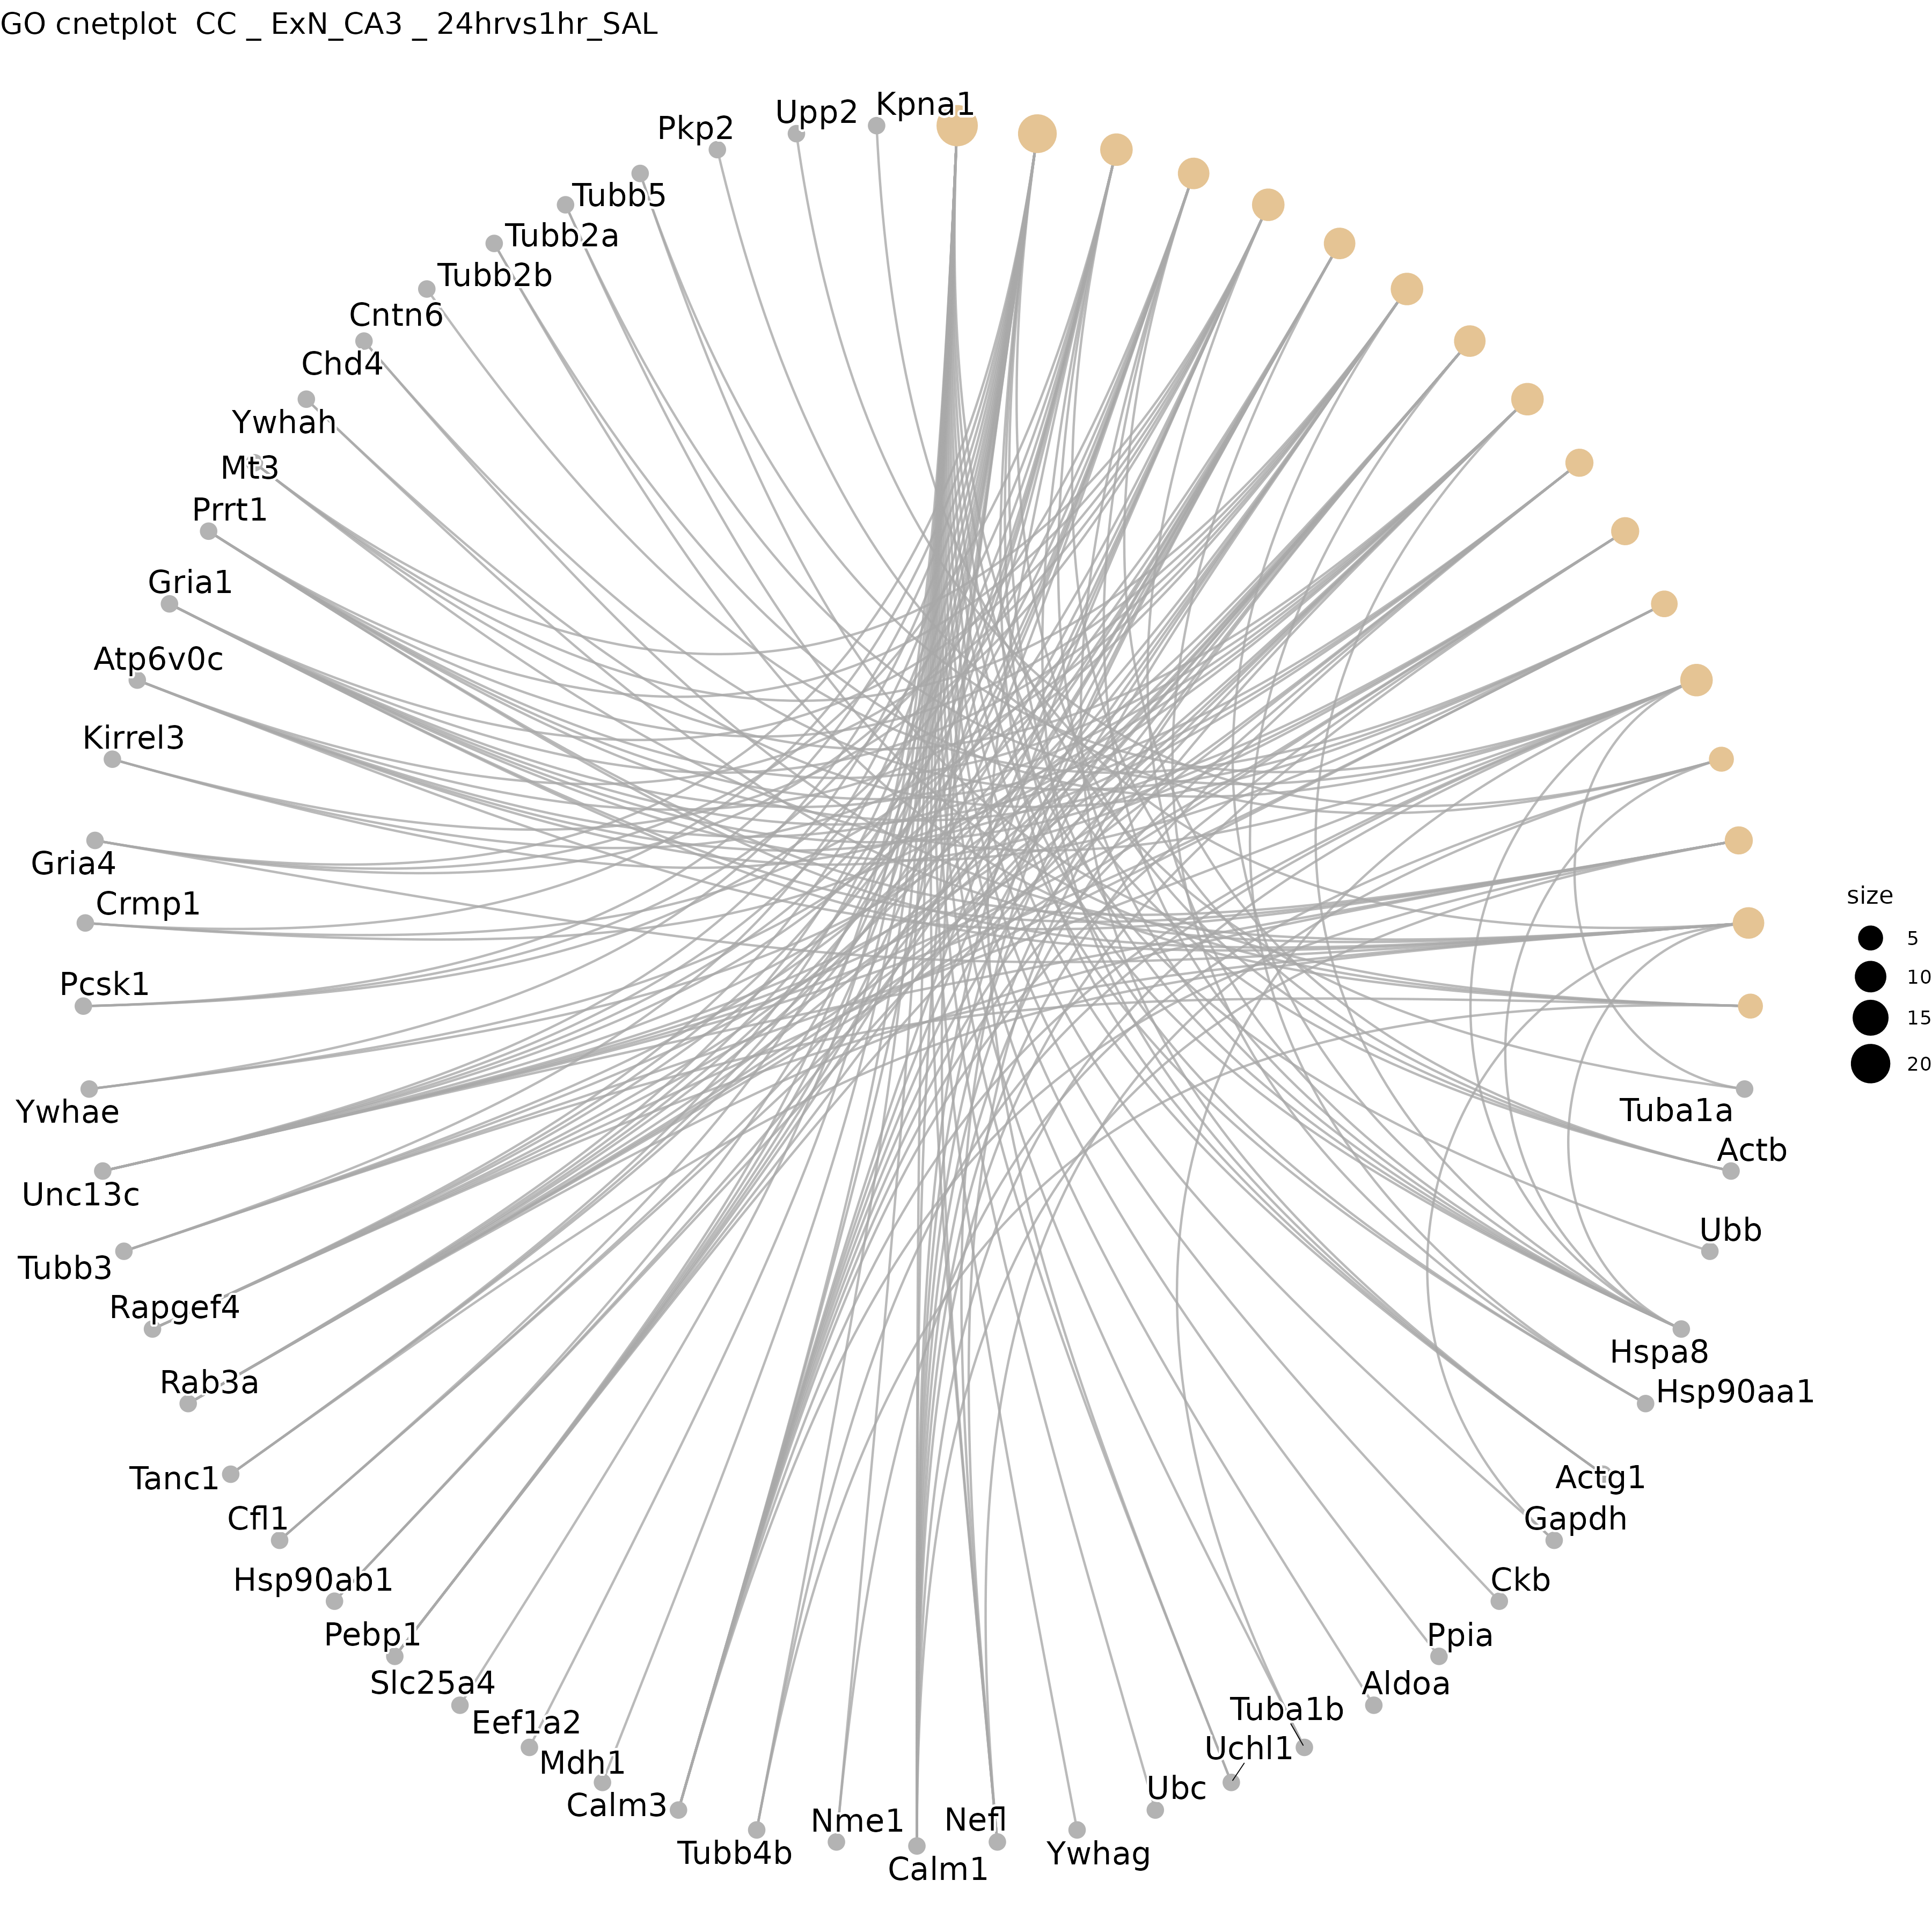 GO cnetplot  CC _ ExN_CA3 _ 24hrvs1hr_SAL
Kpna1
Upp2
Pkp2
Tubb5
Tubb2a
Tubb2b
Cntn6
Chd4
Ywhah
Mt3
Prrt1
Gria1
Atp6v0c
Kirrel3
Gria4
Crmp1
Pcsk1
Ywhae
Unc13c
Tubb3
Rapgef4
Rab3a
Tanc1
Cfl1
Hsp90ab1
Pebp1
Slc25a4
Eef1a2
Mdh1
Calm3
Tubb4b
Nme1
Calm1
Nefl
Ywhag
Ubc
Uchl1
Tuba1b
Aldoa
Ppia
Ckb
Gapdh
Actg1
Hsp90aa1
Hspa8
Ubb
Actb
Tuba1a
size
5
10
15
20